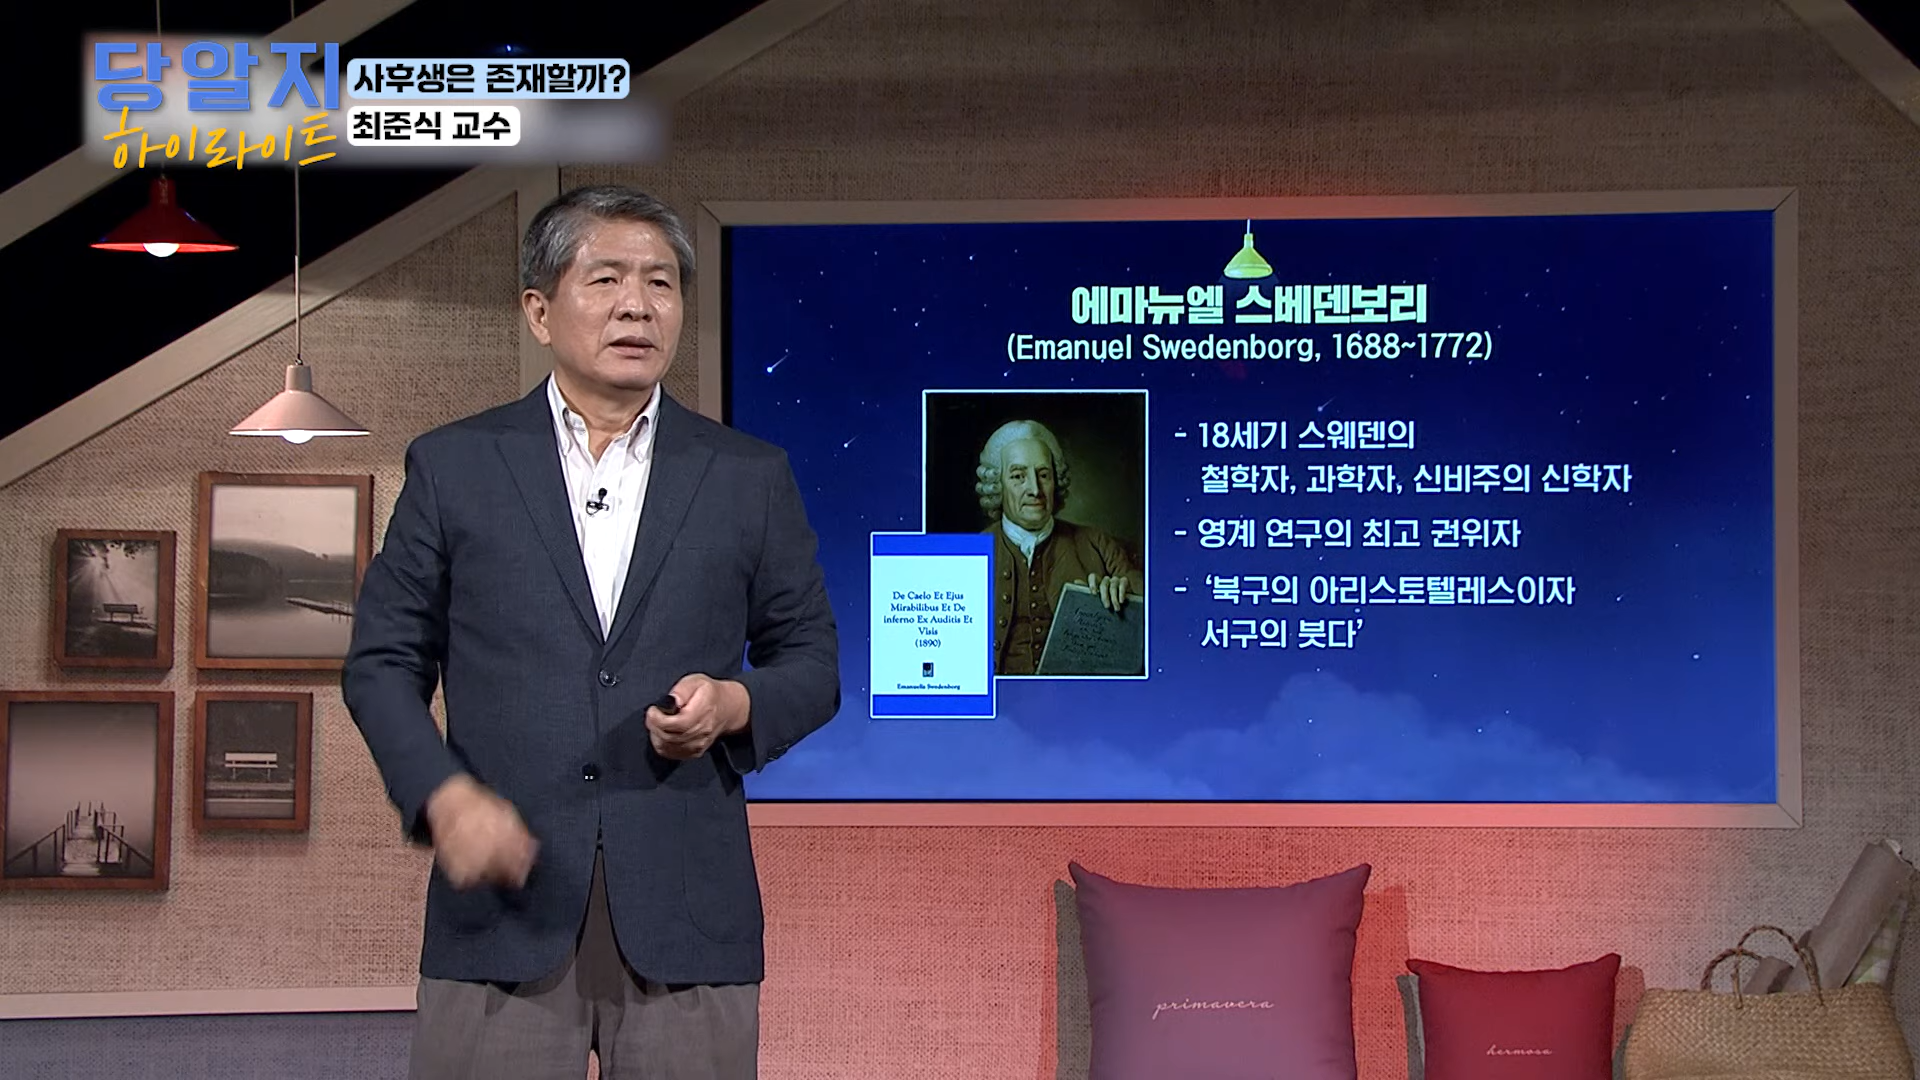 당알지
하이라이트
사후생은 존재할까?
최준식 교수
에마뉴엘 스베덴보리
(Emanuel Swedenborg, 1688~1772)
- 18세기 스웨덴의
철학자, 과학자, 신비주의 신학자
- 영계 연구의 최고 권위자
- ‘북구의 아리스토텔레스이자
서구의 붓다’
De Caelo Et Ejus
Mirabilibus Et De
inferno Ex Auditis Et
Visis
(1890)
primavera
hermosa